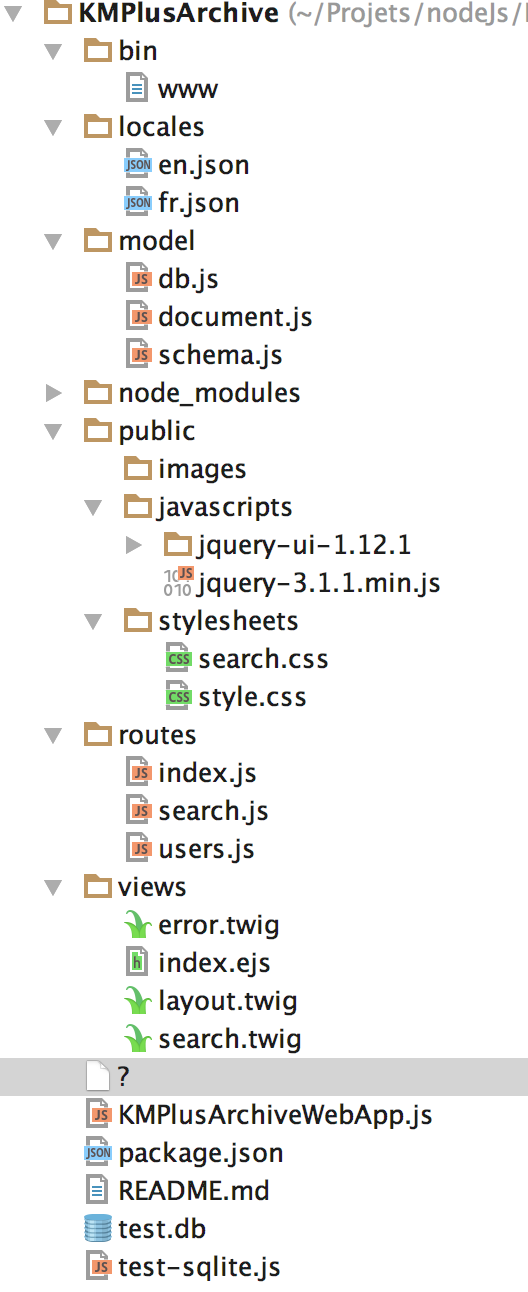 KMPlusArchive (~/Projets/nodeJs/
bin
www
locales
JSON en.json
JSON fr.json
model
JS db.js
JS document.js
JS schema.js
node_modules
public
images
javascripts
jquery-ui-1.12.1
JS 10 010 jquery-3.1.1.min.js
stylesheets
CSS search.css
CSS style.css
routes
JS index.js
JS search.js
JS users.js
views
error.twig
h index.ejs
layout.twig
search.twig
?
JS KMPlusArchiveWebApp.js
JSON package.json
README.md
test.db
JS test-sqlite.js